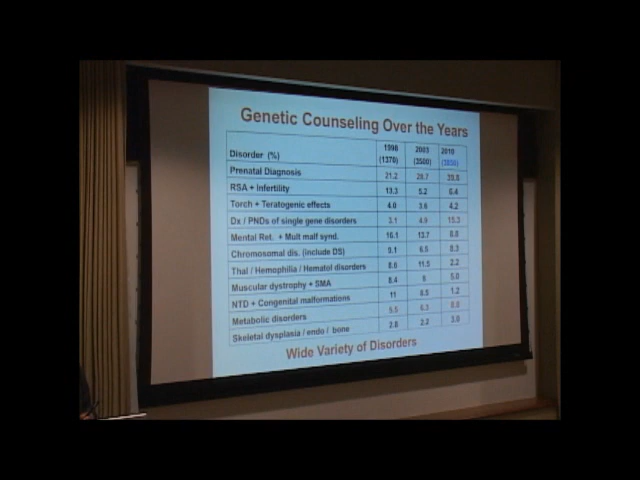 Genetic Counseling Over the Years
Disorder (%) 1998 (1370) 2003 (3500) 2010
Prenatal Diagnosis 21.2 28.7
RSA + Infertility 13.3 5.2 6.4
Torch + Teratogenic effects 4.0 3.6 4.2
Dx / PNDs of single gene disorders 3.1 4.9 15.3
Mental Ret. + Mult malf synd. 16.1 13.7 8.8
Chromosomal dis. (include DS) 9.1 6.5 8.3
Thal / Hemophilia / Hematol disorders 8.6 11.5 2.2
Muscular dystrophy + SMA 8.4 5.0
NTD + Congenital malformations 11 8.5 1.2
Metabolic disorders 5.5 6.3
Skeletal dysplasia / endo / bone 2.8 2.2 3.0
Wide Variety of Disorders